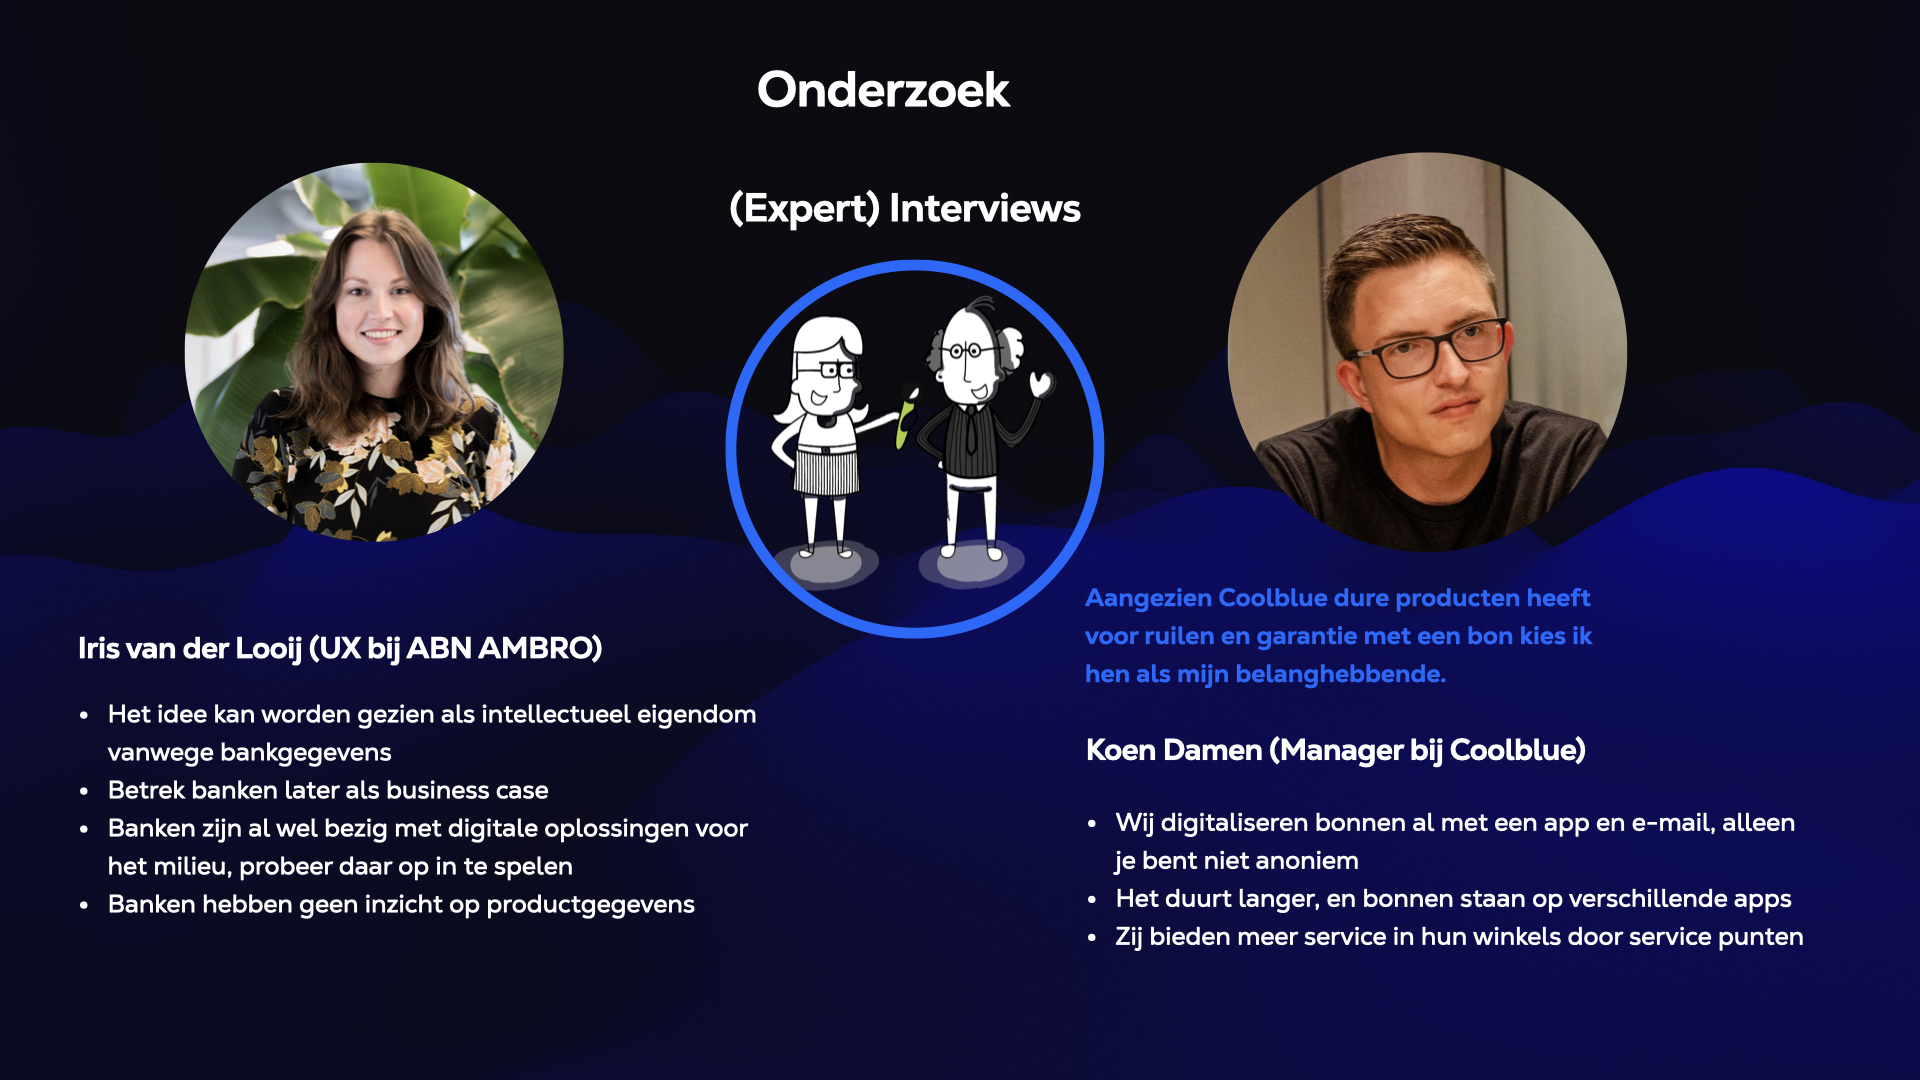 Onderzoek
(Expert) Interviews
Iris van der Looij (UX bij ABN AMBRO)
• Het idee kan worden gezien als intellectueel eigendom
vanwege bankgegevens
• Betrek banken later als business case
• Banken zijn al wel bezig met digitale oplossingen voor
het milieu, probeer daar op in te spelen
• Banken hebben geen inzicht op productgegevens
Aangezien Coolblue dure producten heeft
voor ruilen en garantie met een bon kies ik
hen als mijn belanghebbende.
Koen Damen (Manager bij Coolblue)
• Wij digitaliseren bonnen al met een app en e-mail, alleen
je bent niet anoniem
• Het duurt langer, en bonnen staan op verschillende apps
• Zij bieden meer service in hun winkels door service punten